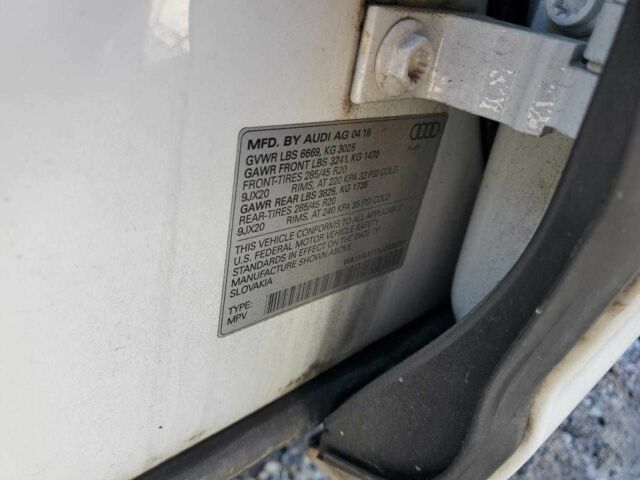 MFD. BY AUDI AG 04 18
GVWR LBS 6669, KG 3025
GAWR FRONT LBS 3241, KG 1470
FRONT-TIRES 285/45 R20
9JX20 RIMS, AT 220 KPA 32 PSI COLD
GAWR REAR LBS 3825, KG 1735
REAR-TIRES 285/45 R20
9JX20 RIMS, AT 240 KPA 35 PSI COLD
THIS VEHICLE CONFORMS TO ALL APPLICABLE
U.S. FEDERAL MOTOR VEHICLE SAFETY
STANDARDS IN EFFECT ON THE DATE OF
MANUFACTURE SHOWN ABOVE.
SLOVAKIA
TYPE:
MPV
Audi